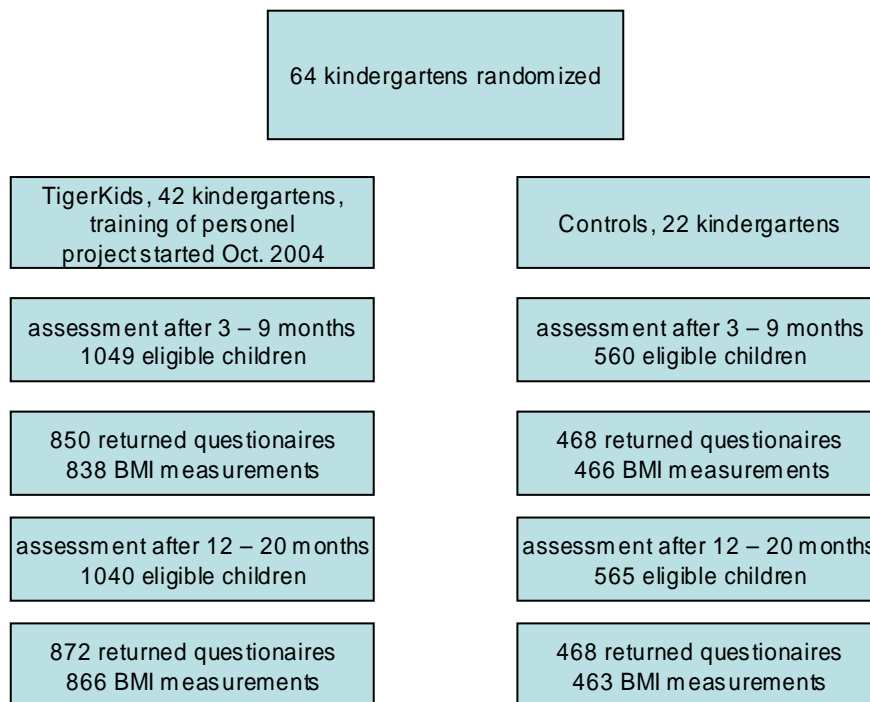 64 kindergartens randomized
TigerKids, 42 kindergartens,
training of personel
project started Oct. 2004
Controls, 22 kindergartens
assessment after 3 – 9 months
1049 eligible children
assessment after 3 – 9 months
560 eligible children
850 returned questionaires
838 BMI measurements
468 returned questionaires
466 BMI measurements
assessment after 12 – 20 months
1040 eligible children
assessment after 12 – 20 months
565 eligible children
872 returned questionaires
866 BMI measurements
468 returned questionaires
463 BMI measurements